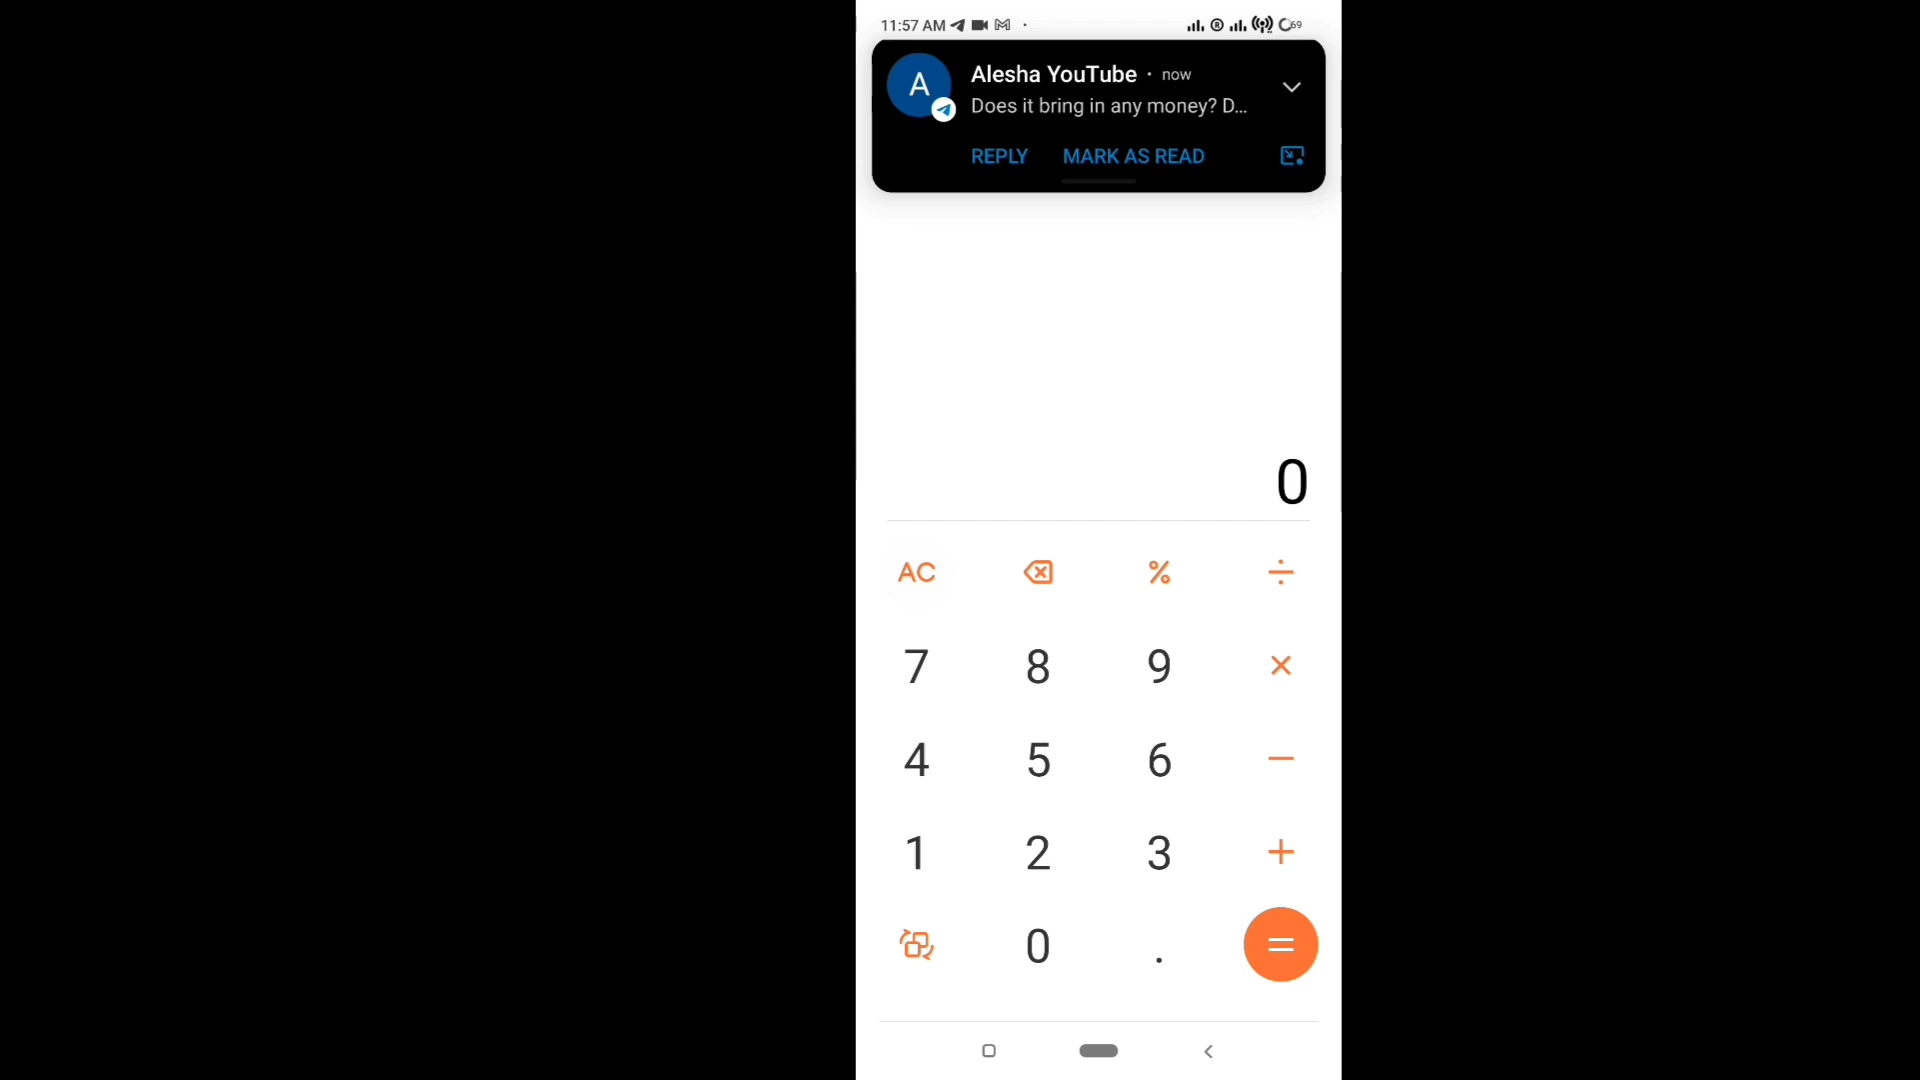 11:57 AM
69
A
Alesha YouTube · now
Does it bring in any money? D...
REPLY MARK AS READ
0
AC % ÷
7 8 9 ×
4 5 6 −
1 2 3 +
0 . =